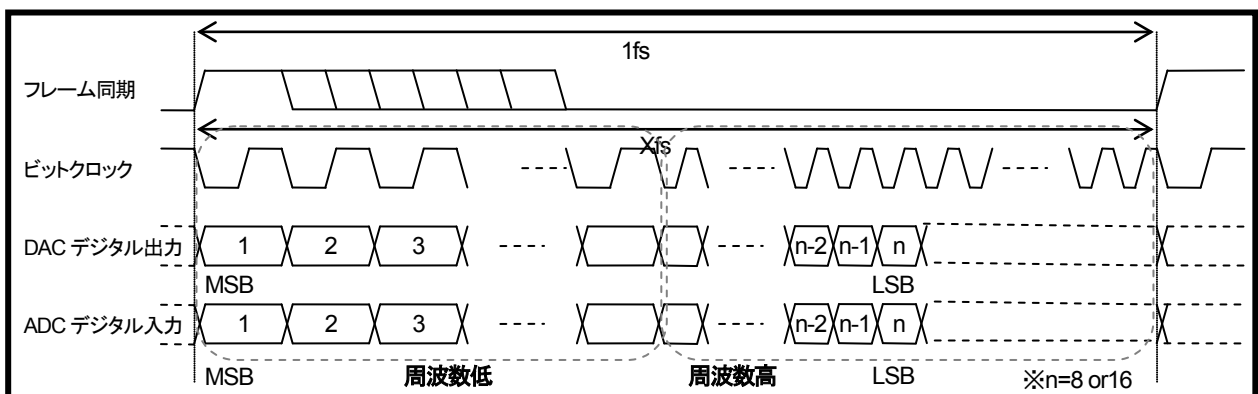 1fs
フレーム同期
Xfs
ビットクロック
DAC デジタル出力 1 2 3 n-2 n-1 n
MSB LSB
ADC デジタル入力 1 2 3 n-2 n-1 n
MSB 周波数低 周波数高 LSB ※n=8 or16